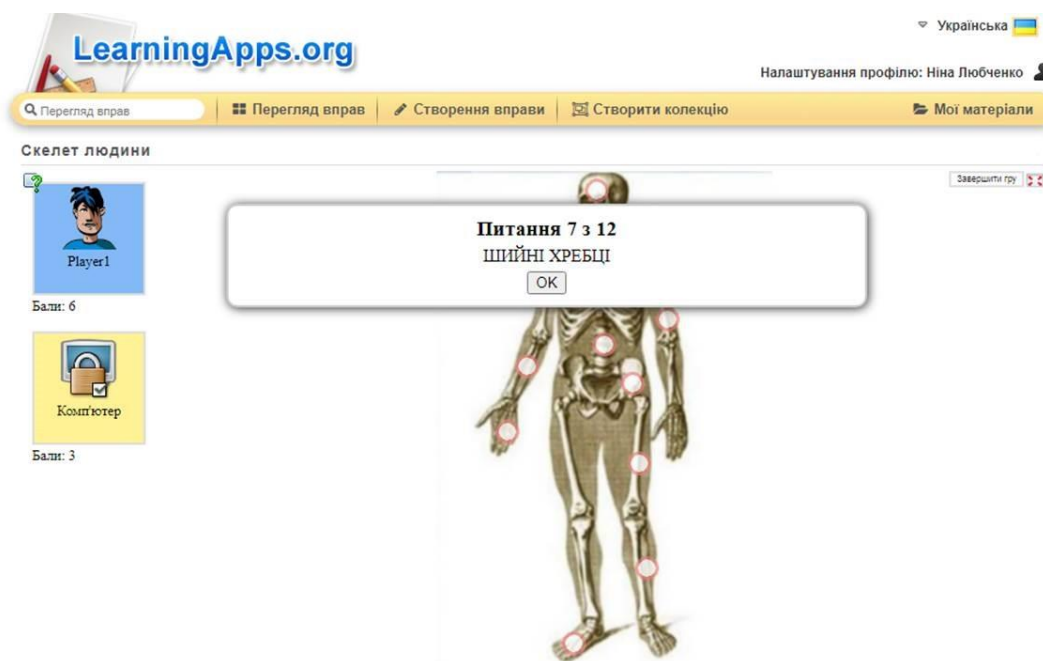 LearningApps.org
Українська
Налаштування профілю: Ніна Любченко
Перегляд вправ
Перегляд вправ
Створення вправи
Створити колекцію
Мої матеріали
Скелет людини
Завершити гру
Питання 7 з 12
ШИЙНІ ХРЕБЦІ
OK
Player1
Бали: 6
Комп'ютер
Бали: 3